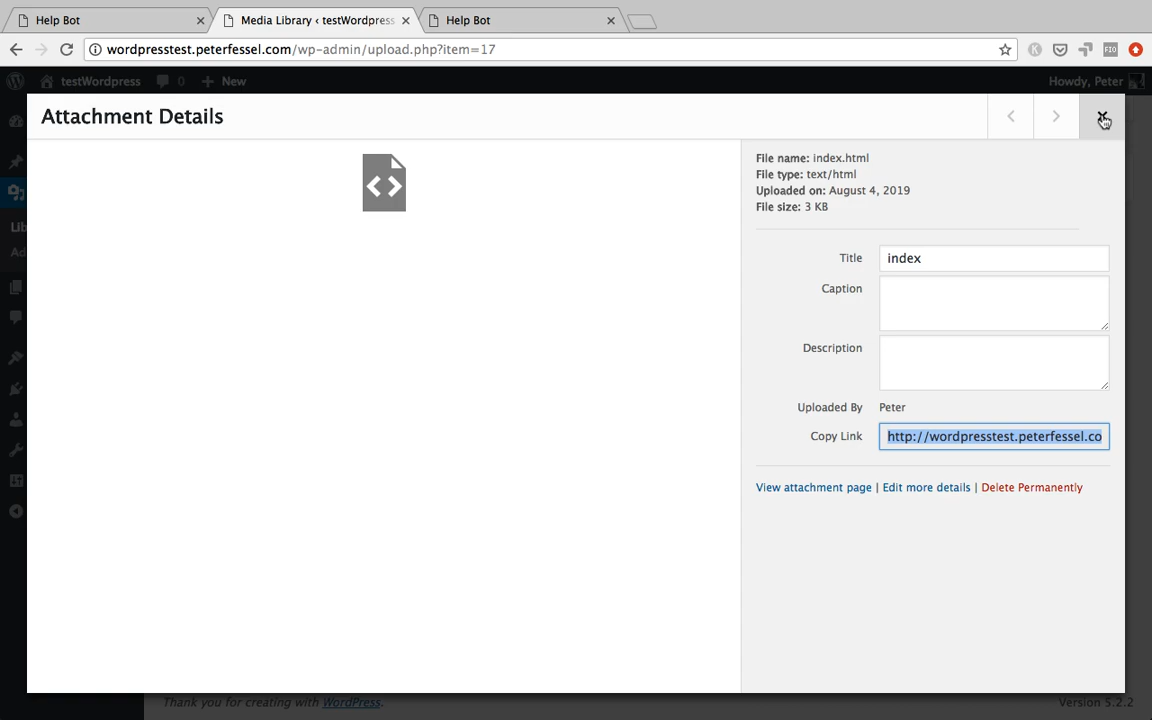 Help Bot
Media Library ‹ testWordpress
Help Bot
wordpresstest.peterfessel.com/wp-admin/upload.php?item=17
testWordpress 0 New Howdy, Peter
Attachment Details
File name: index.html
File type: text/html
Uploaded on: August 4, 2019
File size: 3 KB
Title index
Caption
Description
Uploaded By Peter
Copy Link http://wordpresstest.peterfessel.co
View attachment page | Edit more details | Delete Permanently
Lib
Ad
Thank you for creating with WordPress. Version 5.2.2